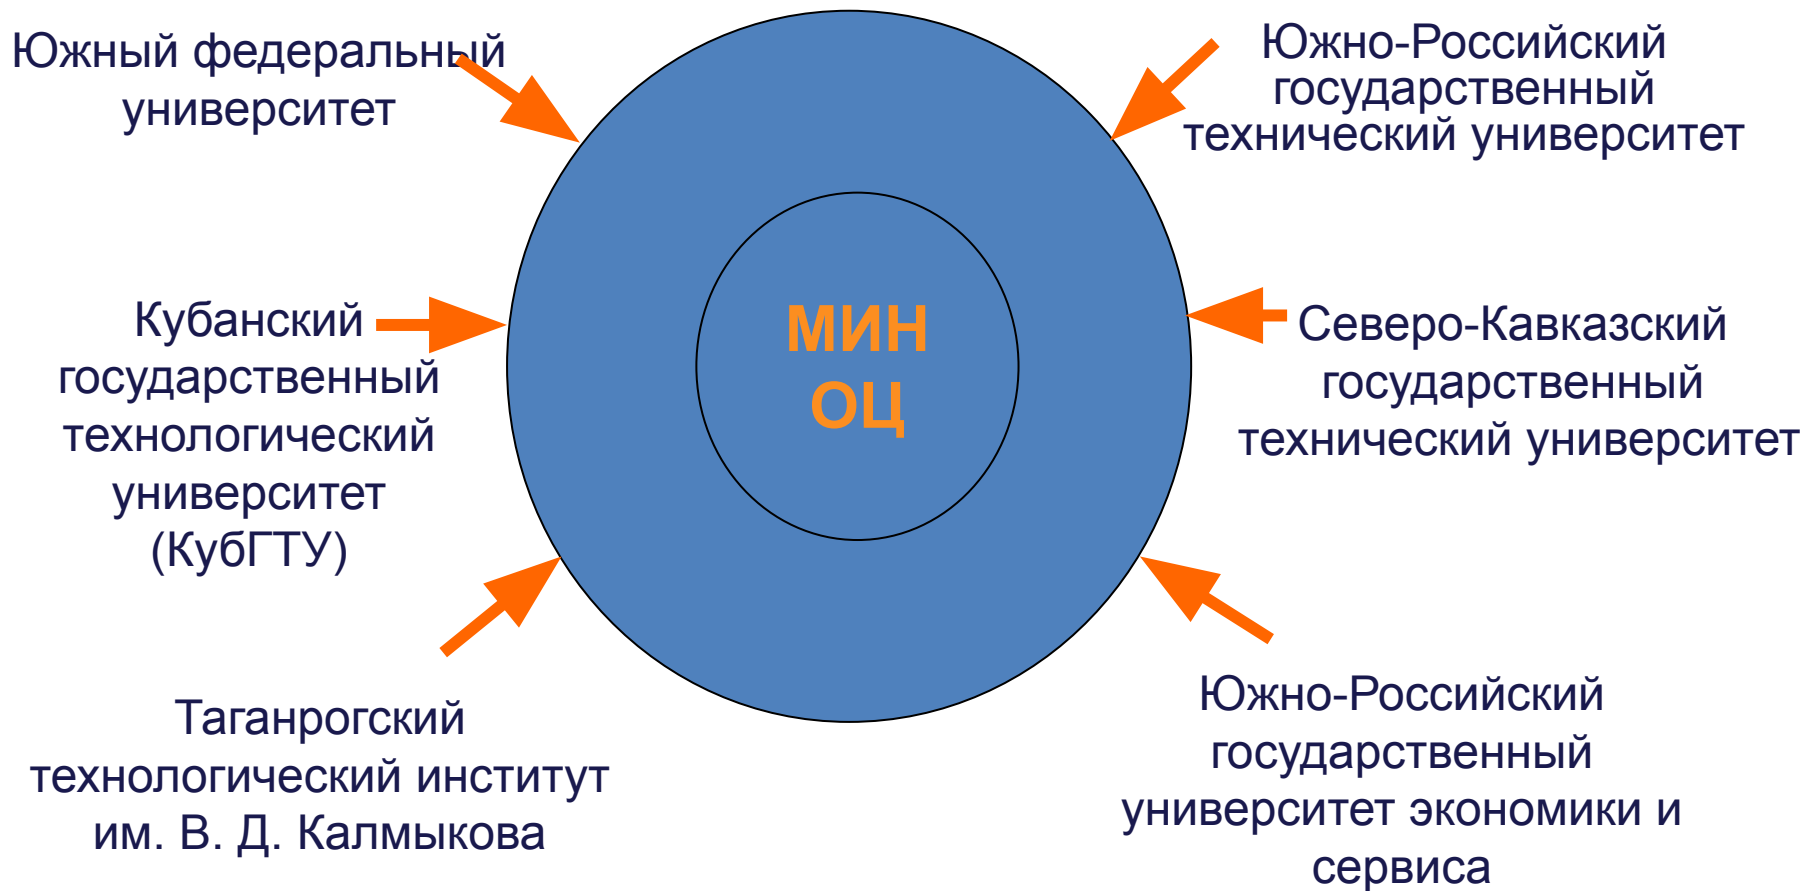 Южный федеральный
университет
Южно-Российский
государственный
технический университет
Кубанский
государственный
технологический
университет
(КубГТУ)
МИН
ОЦ
Северо-Кавказский
государственный
технический университет
Таганрогский
технологический институт
им. В. Д. Калмыкова
Южно-Российский
государственный
университет экономики и
сервиса